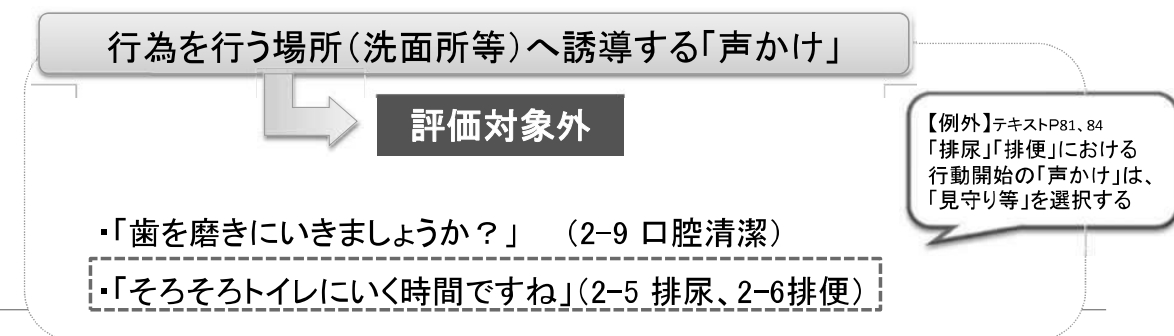 行為を行う場所(洗面所等)へ誘導する「声かけ」
評価対象外
【例外】テキストP81、84
「排尿」「排便」における
行動開始の「声かけ」は、
「見守り等」を選択する
・「歯を磨きにいきましょうか？」 （2-9 口腔清潔）
・「そろそろトイレにいく時間ですね」（2-5 排尿、2-6排便）